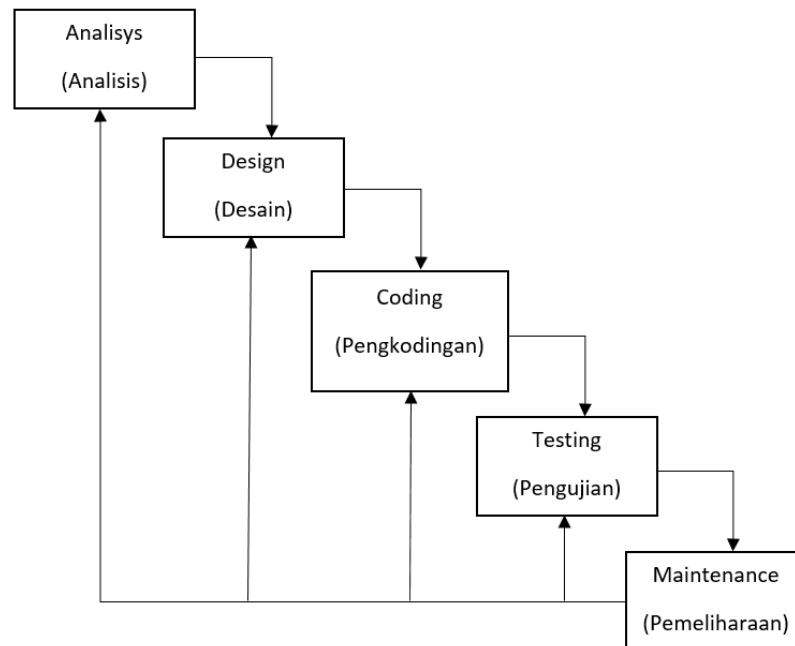 Analisys
(Analisis)
Design
(Desain)
Coding
(Pengkodingan)
Testing
(Pengujian)
Maintenance
(Pemeliharaan)